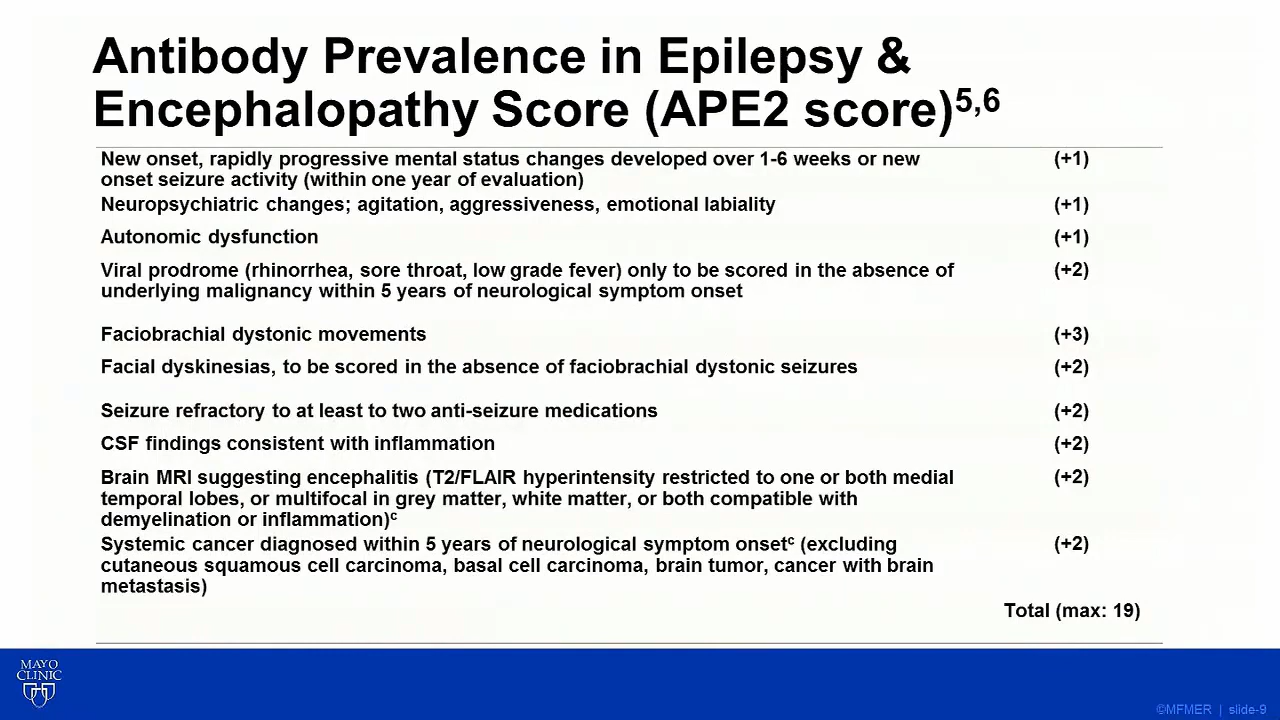 Antibody Prevalence in Epilepsy &
Encephalopathy Score (APE2 score)5,6
New onset, rapidly progressive mental status changes developed over 1-6 weeks or new (+1)
onset seizure activity (within one year of evaluation)
Neuropsychiatric changes; agitation, aggressiveness, emotional labiality (+1)
Autonomic dysfunction (+1)
Viral prodrome (rhinorrhea, sore throat, low grade fever) only to be scored in the absence of (+2)
underlying malignancy within 5 years of neurological symptom onset
Faciobrachial dystonic movements (+3)
Facial dyskinesias, to be scored in the absence of faciobrachial dystonic seizures (+2)
Seizure refractory to at least to two anti-seizure medications (+2)
CSF findings consistent with inflammation (+2)
Brain MRI suggesting encephalitis (T2/FLAIR hyperintensity restricted to one or both medial (+2)
temporal lobes, or multifocal in grey matter, white matter, or both compatible with
demyelination or inflammation)c
Systemic cancer diagnosed within 5 years of neurological symptom onsetc (excluding (+2)
cutaneous squamous cell carcinoma, basal cell carcinoma, brain tumor, cancer with brain
metastasis)
Total (max: 19)
MAYO
CLINIC
©MFMER | slide-9